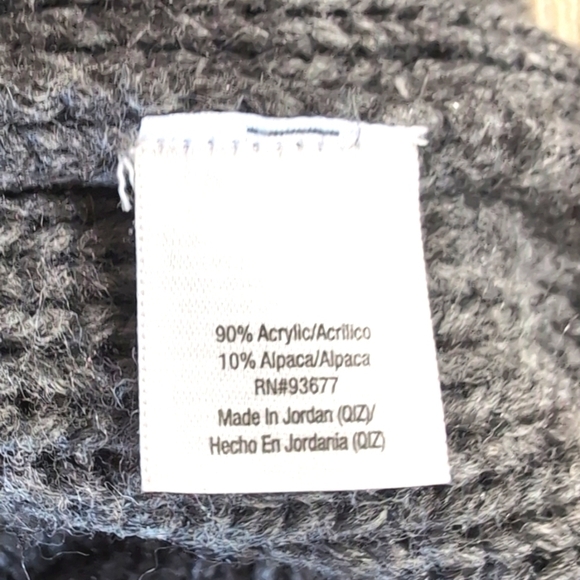 90% Acrylic/Acrilico
10% Alpaca/Alpaca
RN#93677
Made In Jordan (QIZ)/
Hecho En Jordania (QIZ)